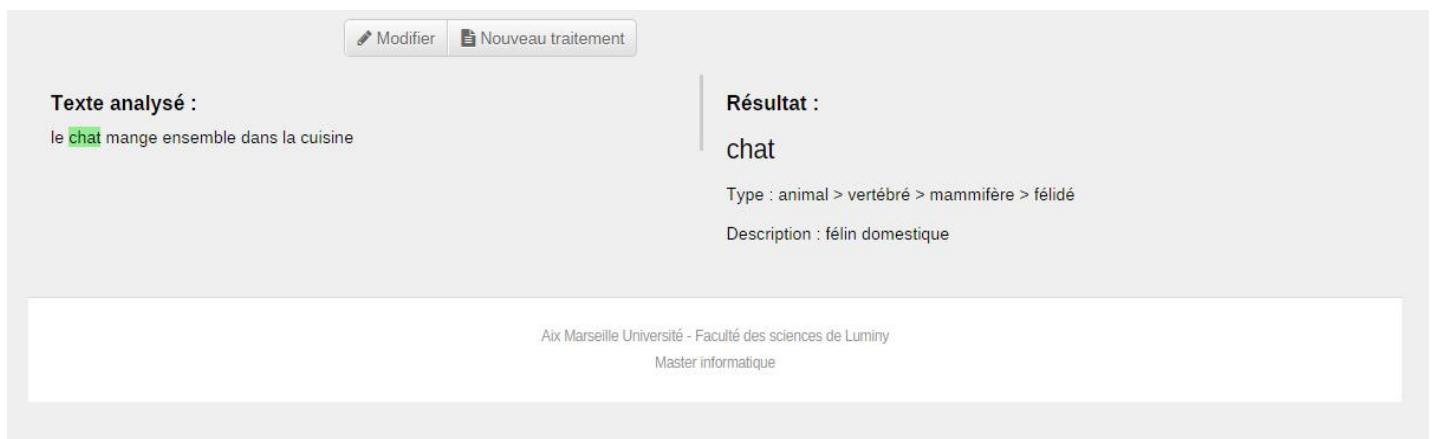 Modifier Nouveau traitement
Texte analysé :
le chat mange ensemble dans la cuisine
Résultat :
chat
Type : animal > vertébré > mammifère > félidé
Description : félin domestique
Aix Marseille Université - Faculté des sciences de Luminy
Master informatique